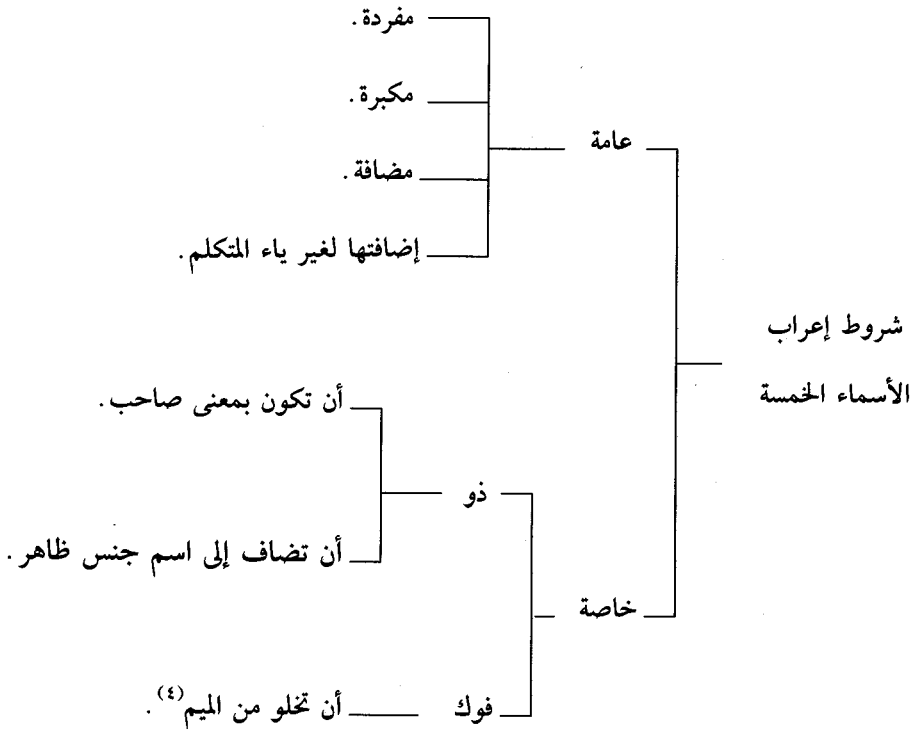 شروط إعراب
الأسماء الخمسة
عامة
مفردة.
مكبرة.
مضافة.
إضافتها لغير ياء المتكلم.
خاصة
ذو
أن تكون بمعنى صاحب.
أن تضاف إلى اسم جنس ظاهر.
فوك
أن تخلو من الميم(٤).